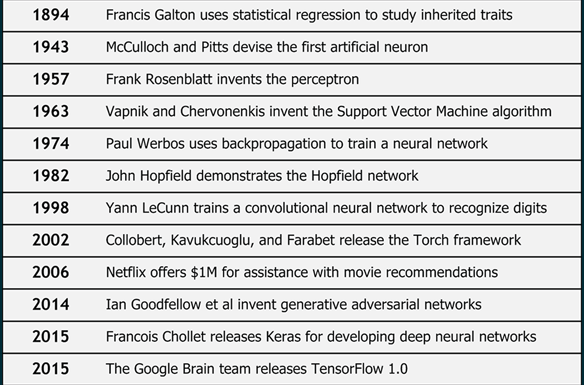 1894 Francis Galton uses statistical regression to study inherited traits
1943 McCulloch and Pitts devise the first artificial neuron
1957 Frank Rosenblatt invents the perceptron
1963 Vapnik and Chervonenkis invent the Support Vector Machine algorithm
1974 Paul Werbos uses backpropagation to train a neural network
1982 John Hopfield demonstrates the Hopfield network
1998 Yann LeCunn trains a convolutional neural network to recognize digits
2002 Collobert, Kavukcuoglu, and Farabet release the Torch framework
2006 Netflix offers $1M for assistance with movie recommendations
2014 Ian Goodfellow et al invent generative adversarial networks
2015 Francois Chollet releases Keras for developing deep neural networks
2015 The Google Brain team releases TensorFlow 1.0